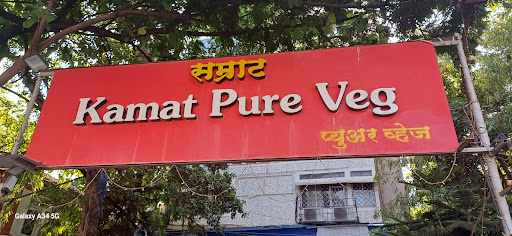 सम्राट
Kamat Pure Veg
प्युअर व्हेज
Galaxy A34 5G